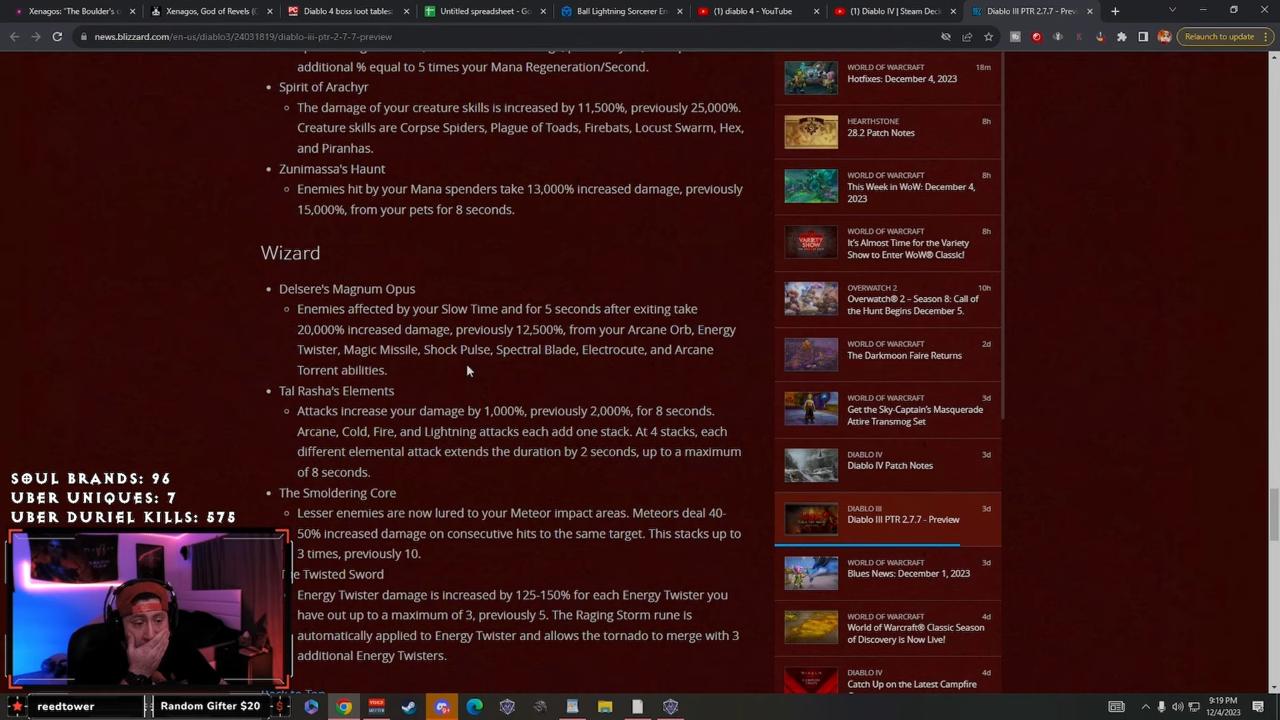 Xenagos: "from mono
Xenagos, God of Revels (C
Diablo 4 boss loot tables:
Untitled spreadsheet - Go
Ball Lightning Sorcerer En
(1) diablo 4 - YouTube
(1) Diablo IV | Steam Deck
Diablo III PTR 2.7.7 - Prev
news.blizzard.com/en-us/diablo3/24031819/diablo-iii-ptr-2-7-7-preview
Relaunch to update
additional % equal to 5 times your Mana Regeneration/Second.
Spirit of Arachyr
The damage of your creature skills is increased by 11,500%, previously 25,000%.
Creature skills are Corpse Spiders, Plague of Toads, Firebats, Locust Swarm, Hex,
and Piranhas.
Zunimassa's Haunt
Enemies hit by your Mana spenders take 13,000% increased damage, previously
15,000%, from your pets for 8 seconds.
Wizard
Delsere's Magnum Opus
Enemies affected by your Slow Time and for 5 seconds after exiting take
20,000% increased damage, previously 12,500%, from your Arcane Orb, Energy
Twister, Magic Missile, Shock Pulse, Spectral Blade, Electrocute, and Arcane
Torrent abilities.
Tal Rasha's Elements
Attacks increase your damage by 1,000%, previously 2,000%, for 8 seconds.
Arcane, Cold, Fire, and Lightning attacks each add one stack. At 4 stacks, each
different elemental attack extends the duration by 2 seconds, up to a maximum
of 8 seconds.
The Smoldering Core
Lesser enemies are now lured to your Meteor impact areas. Meteors deal 40-
50% increased damage on consecutive hits to the same target. This stacks up to
3 times, previously 10.
The Twisted Sword
Energy Twister damage is increased by 125-150% for each Energy Twister you
have out up to a maximum of 3, previously 5. The Raging Storm rune is
automatically applied to Energy Twister and allows the tornado to merge with 3
additional Energy Twisters.
Back to Top
WORLD OF WARCRAFT 18m
Hotfixes: December 4, 2023
HEARTHSTONE 8h
28.2 Patch Notes
WORLD OF WARCRAFT 8h
This Week in WoW: December 4,
2023
VARIETY
SHOW
WORLD OF WARCRAFT 8h
It's Almost Time for the Variety
Show to Enter WoW® Classic!
OVERWATCH 2 10h
Overwatch® 2 – Season 8: Call of
the Hunt Begins December 5.
WORLD OF WARCRAFT 2d
The Darkmoon Faire Returns
WORLD OF WARCRAFT 3d
Get the Sky-Captain's Masquerade
Attire Transmog Set
DIABLO IV 3d
Diablo IV Patch Notes
DIABLO III 3d
Diablo III PTR 2.7.7 - Preview
WORLD OF WARCRAFT 3d
Blues News: December 1, 2023
WORLD OF WARCRAFT 4d
World of Warcraft® Classic Season
of Discovery is Now Live!
DIABLO IV 4d
Catch Up on the Latest Campfire
SOUL BRANDS: 96
UBER UNIQUES: 7
UBER DURIEL KILLS: 575
reedtower
Random Gifter $20
9:19 PM
12/4/2023